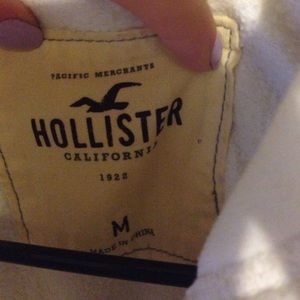 PACIFIC MERCHANTS
HOLLISTER
CALIFORNIA
1922
M
MADE IN CHINA